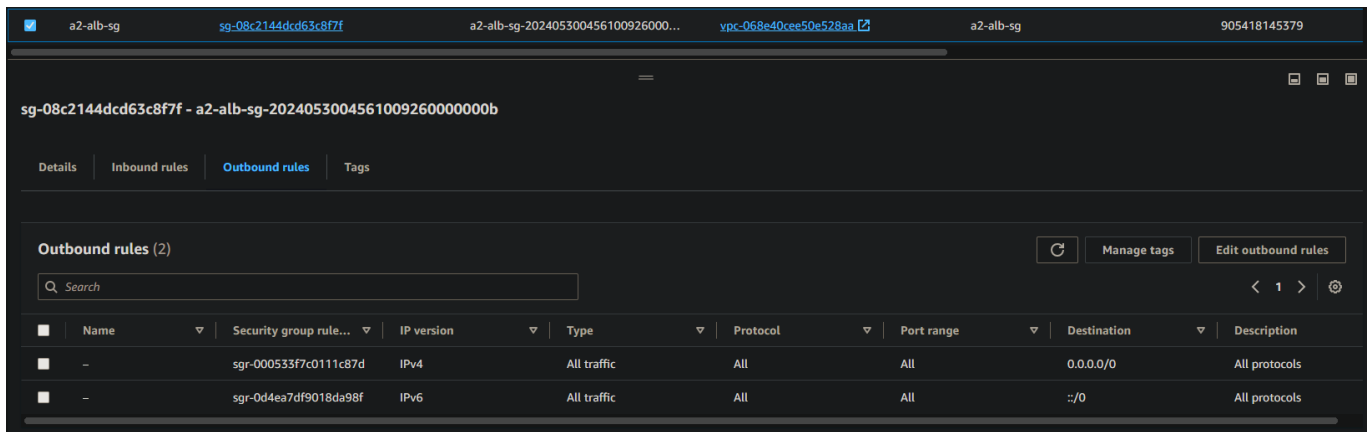 a2-alb-sg sg-08c2144dcd63c8f7f a2-alb-sg-202405300456100926000... vpc-068e40cee50e528aa a2-alb-sg 905418145379
sg-08c2144dcd63c8f7f - a2-alb-sg-20240530045610092600000000b
Details Inbound rules Outbound rules Tags
Outbound rules (2) Manage tags Edit outbound rules
Search 1
Name Security group rule... IP version Type Protocol Port range Destination Description
– sgr-000533f7c0111c87d IPv4 All traffic All All 0.0.0.0/0 All protocols
– sgr-0d4ea7df9018da98f IPv6 All traffic All All ::/0 All protocols